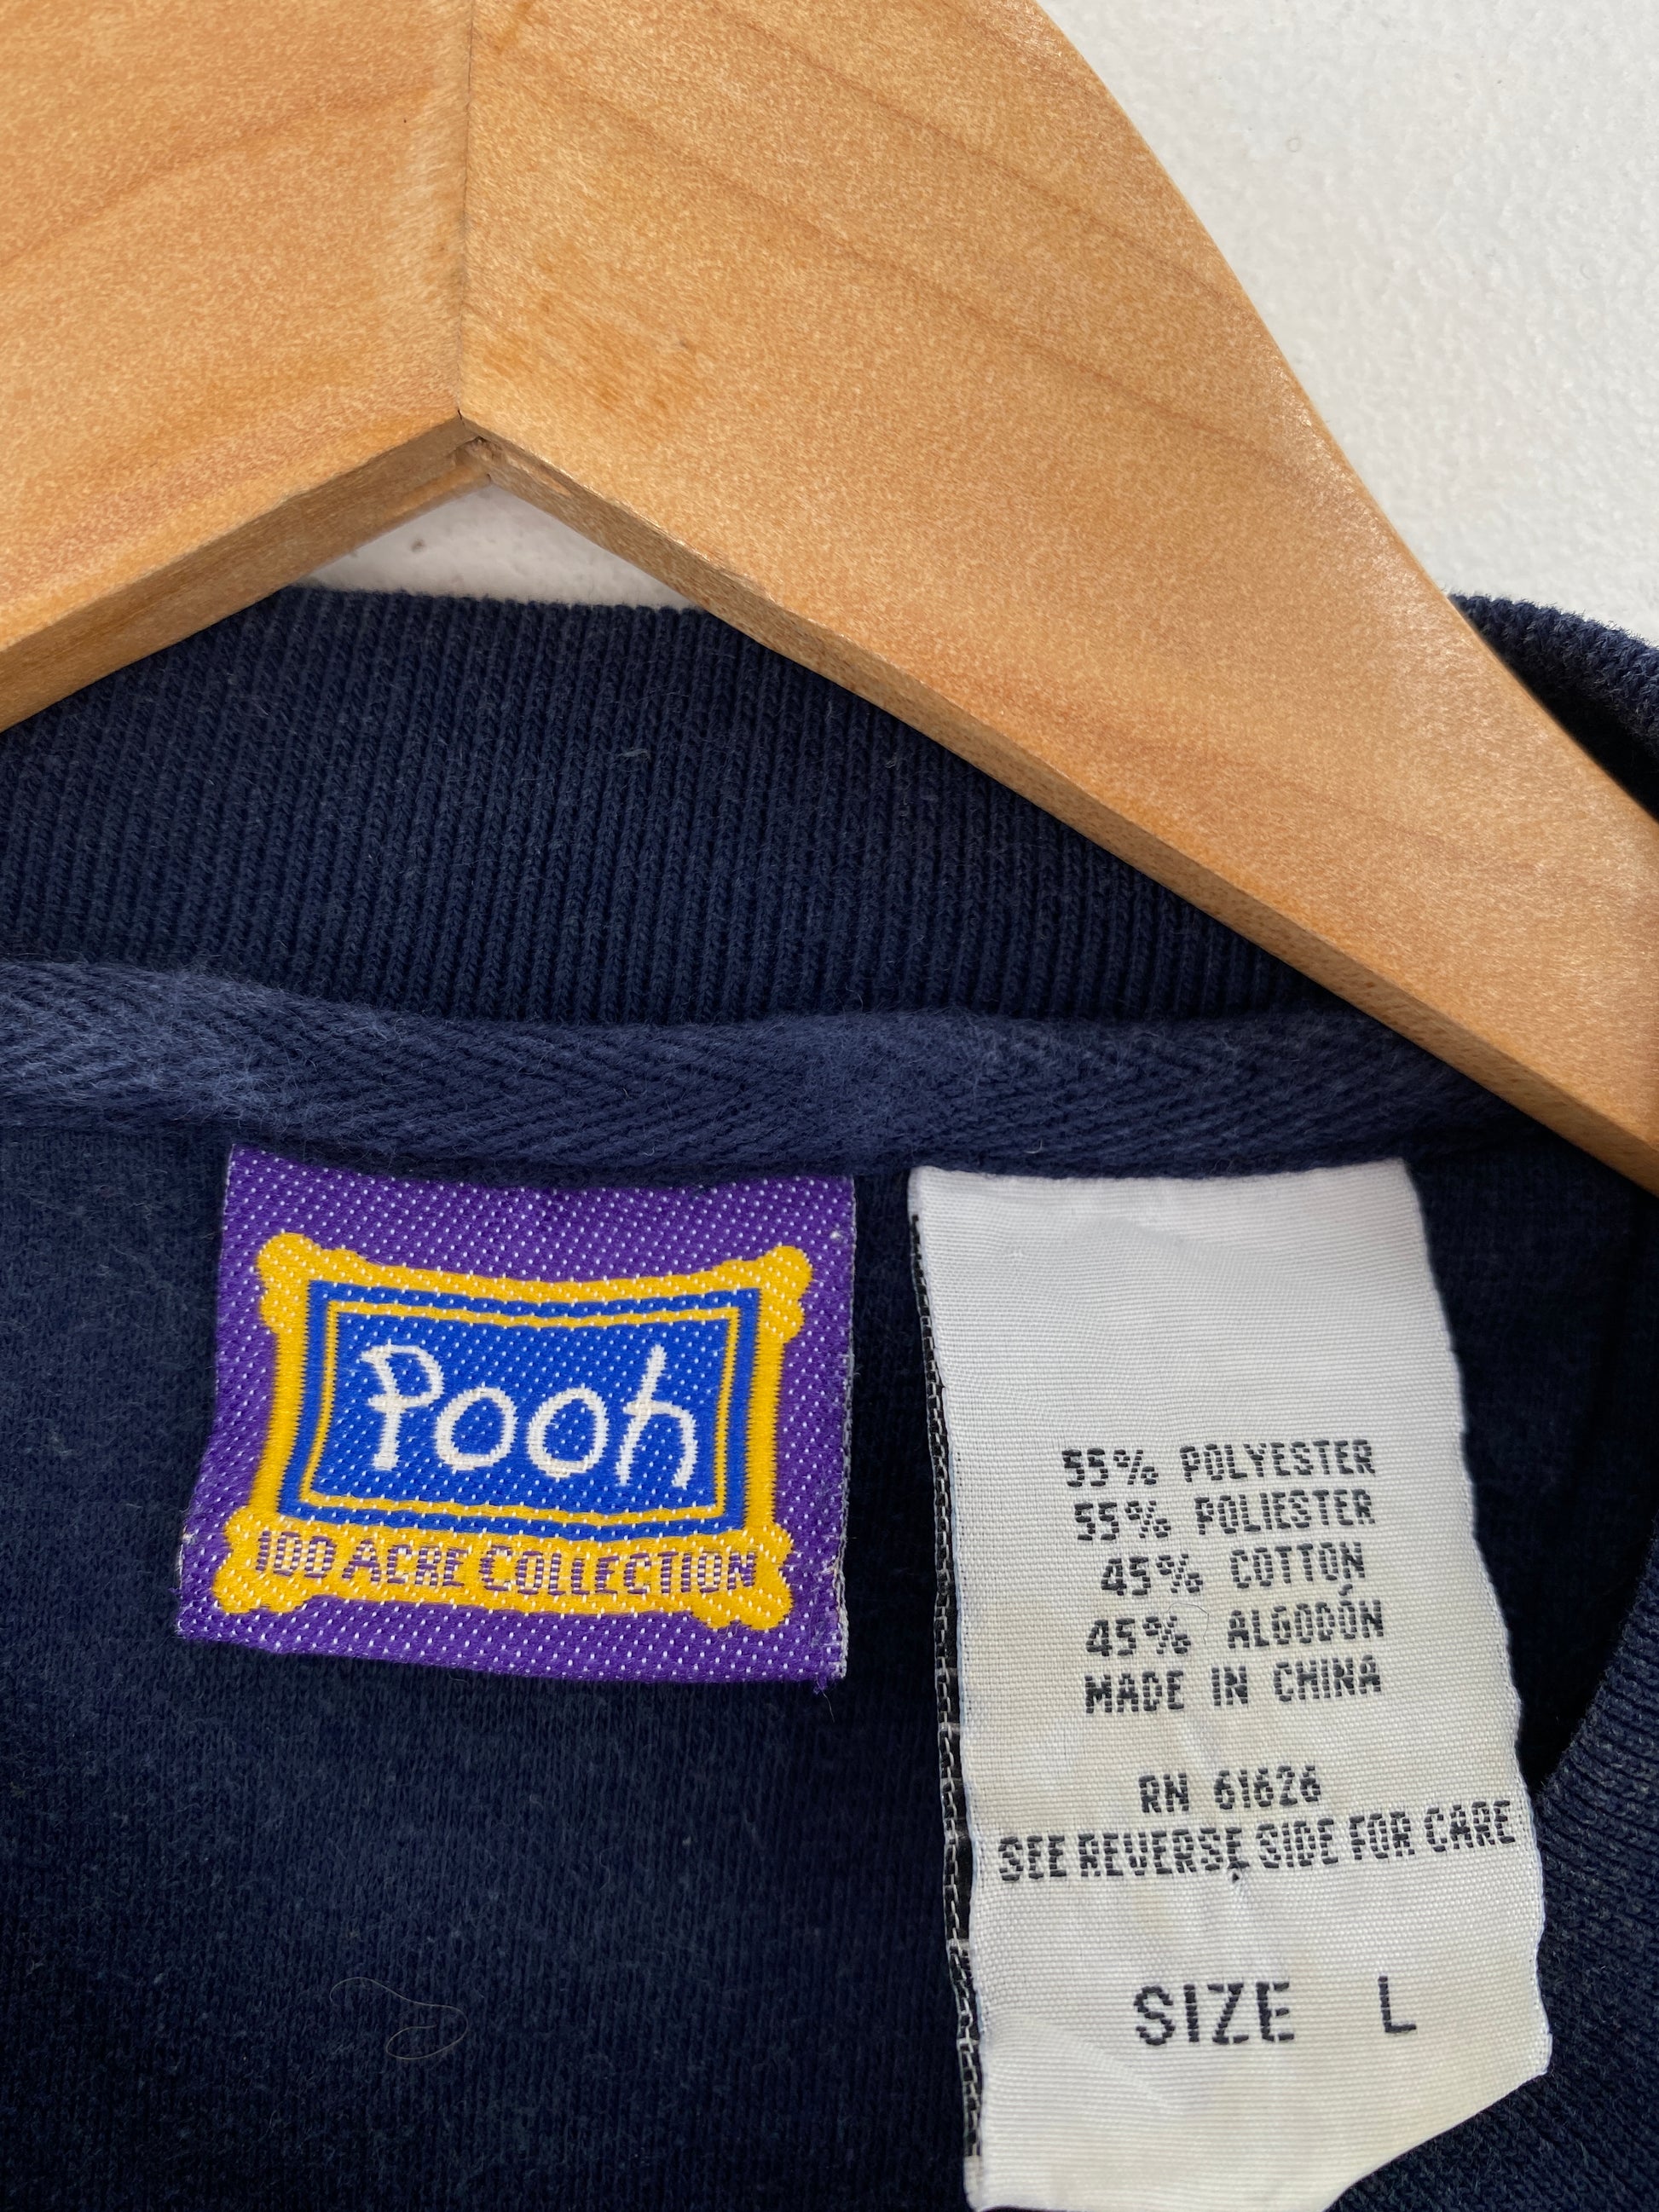 Pooh
100 ACRE COLLECTION
55% POLYESTER
55% POLIESTER
45% COTTON
45% ALGODÓN
MADE IN CHINA
RN 61626
SEE REVERSE SIDE FOR CARE
SIZE L